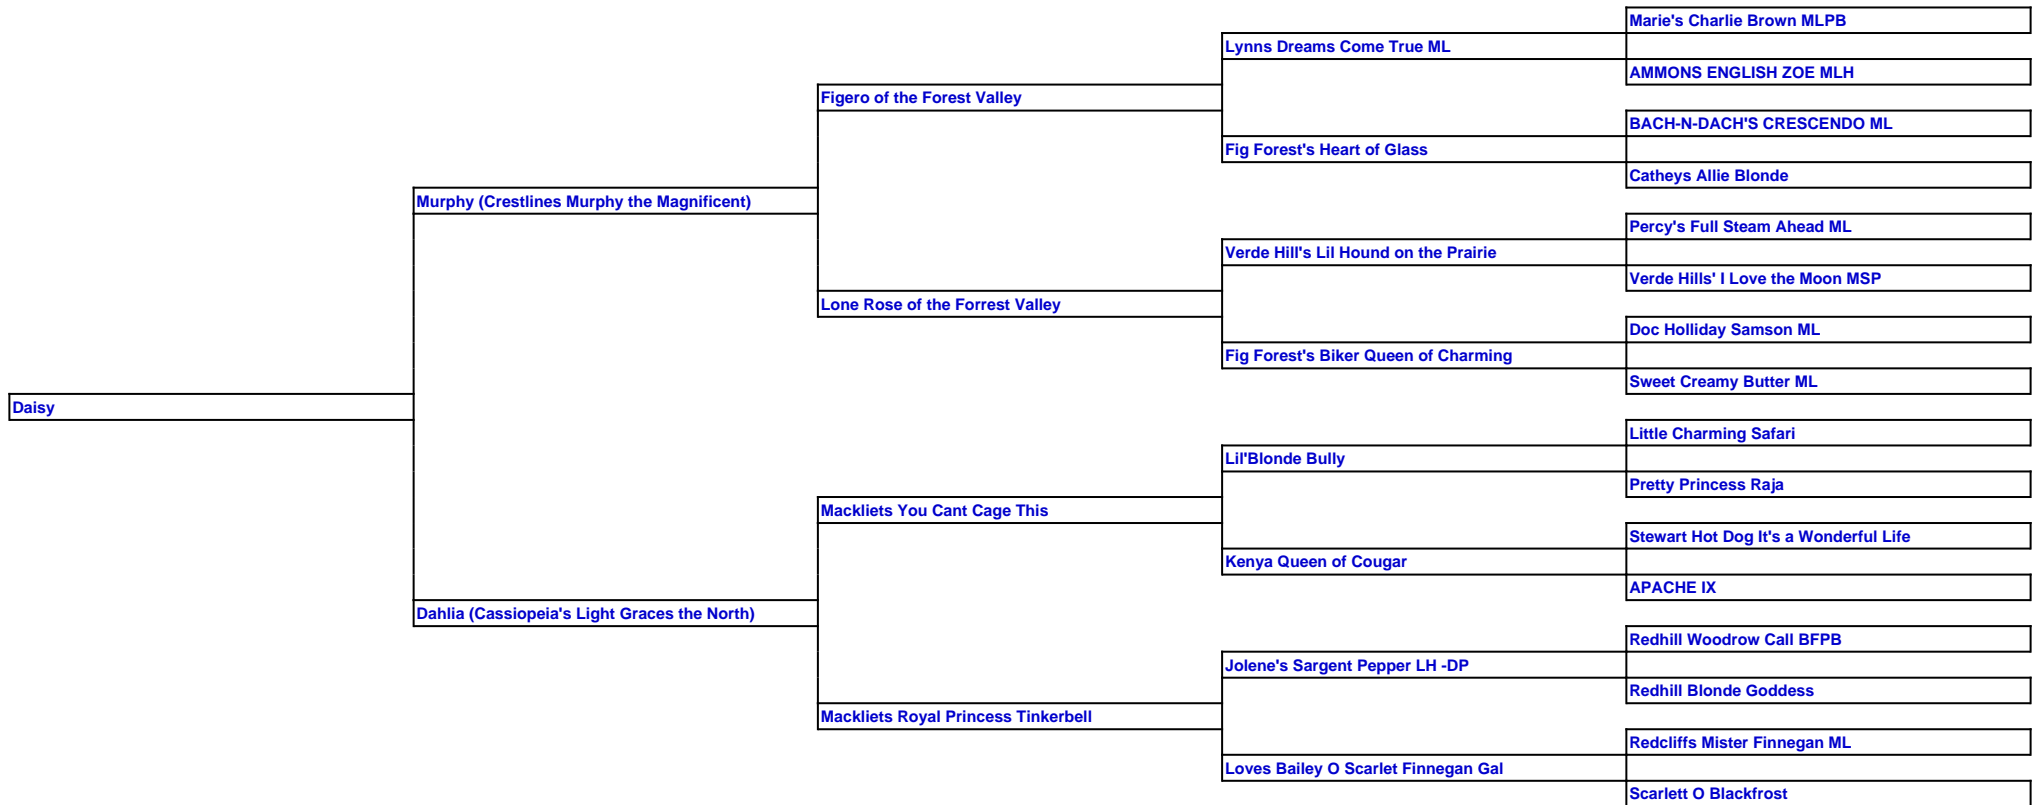 Marie's Charlie Brown MLPB
Lynns Dreams Come True ML
AMMONS ENGLISH ZOE MLH
Figero of the Forest Valley
BACH-N-DACH'S CRESCENDO ML
Fig Forest's Heart of Glass
Catheys Allie Blonde
Murphy (Crestlines Murphy the Magnificent)
Percy's Full Steam Ahead ML
Verde Hill's Lil Hound on the Prairie
Verde Hills' I Love the Moon MSP
Lone Rose of the Forrest Valley
Doc Holliday Samson ML
Fig Forest's Biker Queen of Charming
Sweet Creamy Butter ML
Daisy
Little Charming Safari
Lil'Blonde Bully
Pretty Princess Raja
Mackliets You Cant Cage This
Stewart Hot Dog It's a Wonderful Life
Kenya Queen of Cougar
APACHE IX
Dahlia (Cassiopeia's Light Graces the North)
Redhill Woodrow Call BFPB
Jolene's Sargent Pepper LH -DP
Redhill Blonde Goddess
Mackliets Royal Princess Tinkerbell
Redcliffs Mister Finnegan ML
Loves Bailey O Scarlet Finnegan Gal
Scarlett O Blackfrost